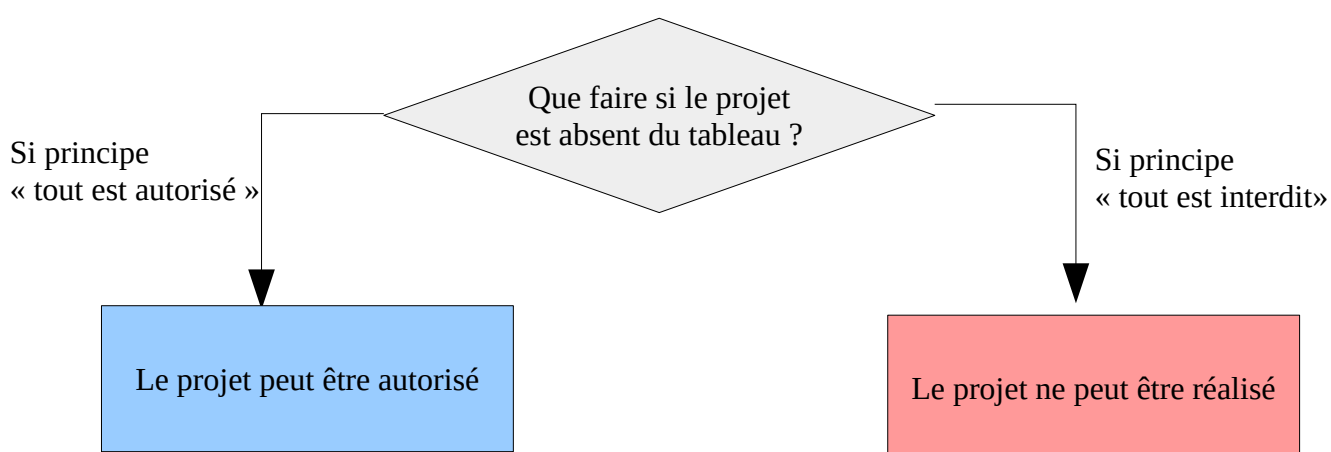 Que faire si le projet
est absent du tableau ?
Si principe
« tout est autorisé »
Si principe
« tout est interdit»
Le projet peut être autorisé
Le projet ne peut être réalisé